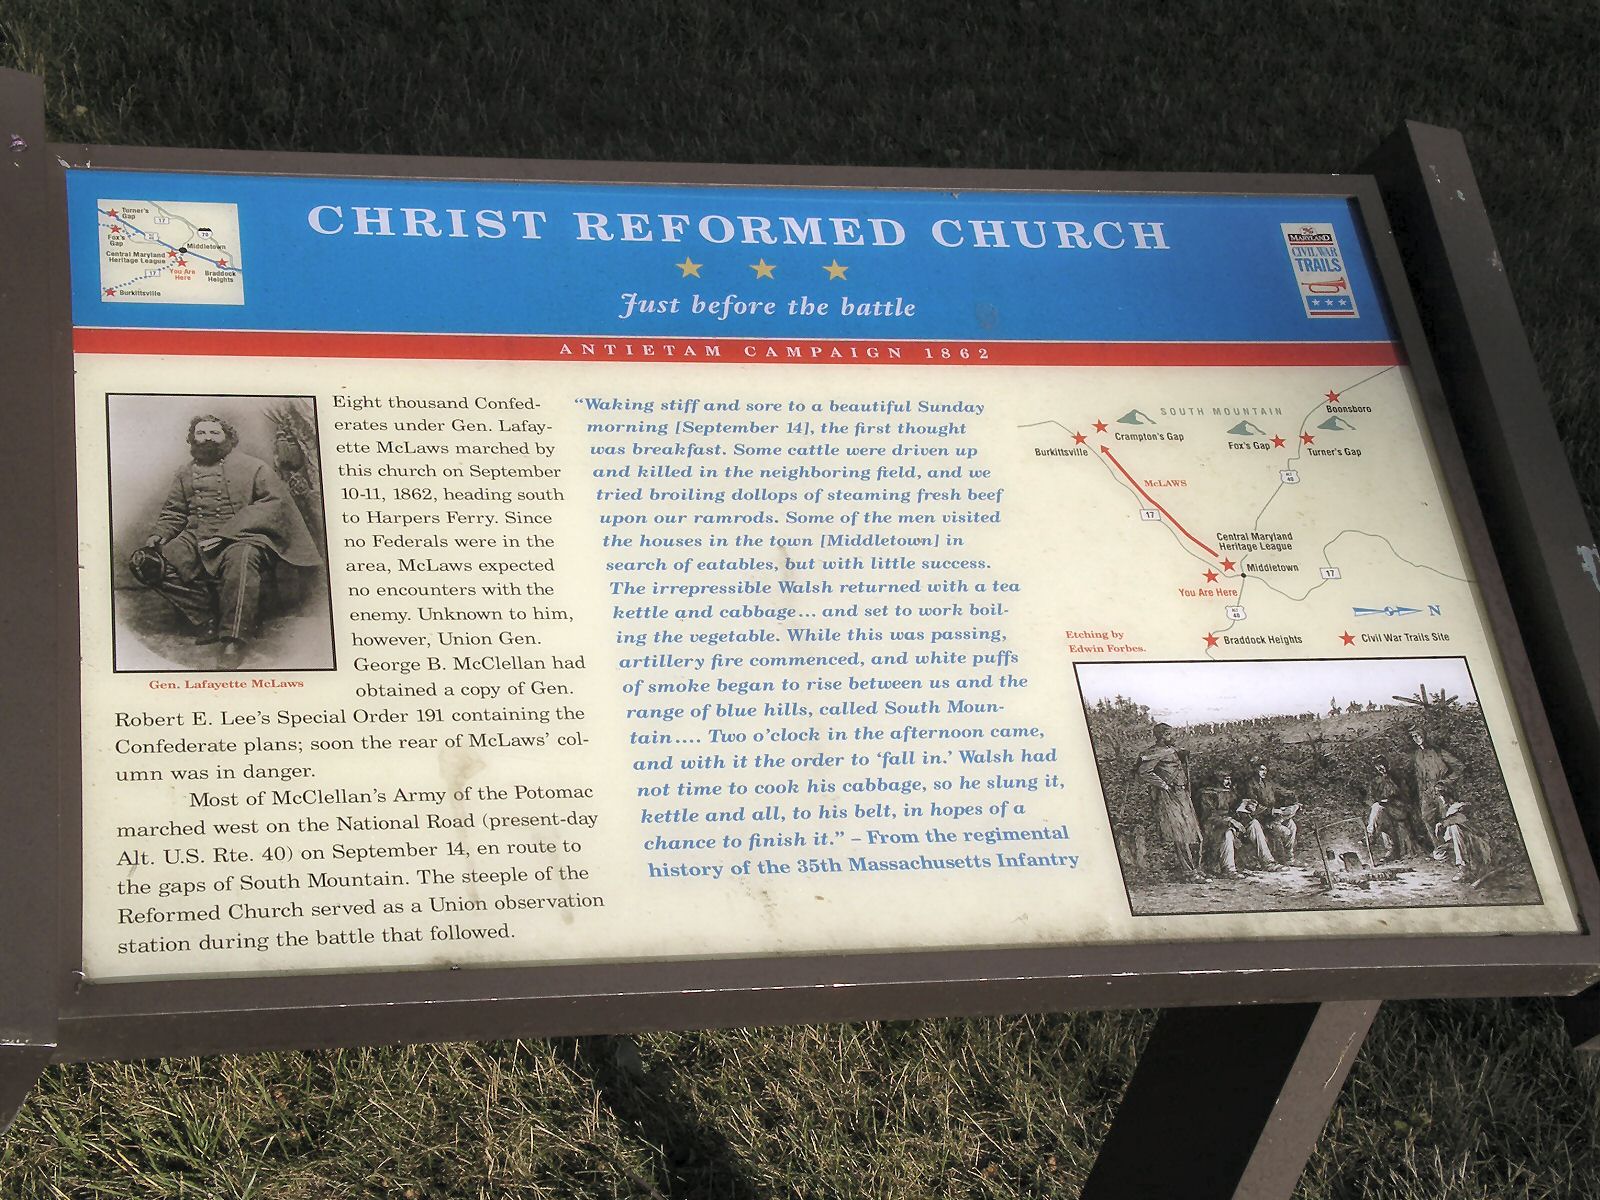 Turner's
Gap
17
70
Fox's
Gap
Middletown
Central Maryland
Heritage League
You Are
Here
Braddock
Heights
17
Burkittsville
CHRIST REFORMED CHURCH
Just before the battle
MARYLAND
CIVIL WAR
TRAILS
ANTIETAM CAMPAIGN 1862
Eight thousand Confed-
erates under Gen. Lafay-
ette McLaws marched by
this church on September
10-11, 1862, heading south
to Harpers Ferry. Since
no Federals were in the
area, McLaws expected
no encounters with the
enemy. Unknown to him,
however, Union Gen.
George B. McClellan had
obtained a copy of Gen.
Robert E. Lee's Special Order 191 containing the
Confederate plans; soon the rear of McLaws' col-
umn was in danger.
Most of McClellan's Army of the Potomac
marched west on the National Road (present-day
Alt. U.S. Rte. 40) on September 14, en route to
the gaps of South Mountain. The steeple of the
Reformed Church served as a Union observation
station during the battle that followed.
Gen. Lafayette McLaws
"Waking stiff and sore to a beautiful Sunday
morning [September 14], the first thought
was breakfast. Some cattle were driven up
and killed in the neighboring field, and we
tried broiling dollops of steaming fresh beef
upon our ramrods. Some of the men visited
the houses in the town [Middletown] in
search of eatables, but with little success.
The irrepressible Walsh returned with a tea
kettle and cabbage... and set to work boil-
ing the vegetable. While this was passing,
artillery fire commenced, and white puffs
of smoke began to rise between us and the
range of blue hills, called South Moun-
tain.... Two o'clock in the afternoon came,
and with it the order to 'fall in.' Walsh had
not time to cook his cabbage, so he slung it,
kettle and all, to his belt, in hopes of a
chance to finish it." – From the regimental
history of the 35th Massachusetts Infantry
SOUTH MOUNTAIN
Boonsboro
Crampton's Gap
Burkittsville
Fox's Gap
Turner's Gap
ALT
40
McLAWS
17
Central Maryland
Heritage League
Middletown
17
You Are Here
ALT
40
N
Braddock Heights
Civil War Trails Site
Etching by
Edwin Forbes.